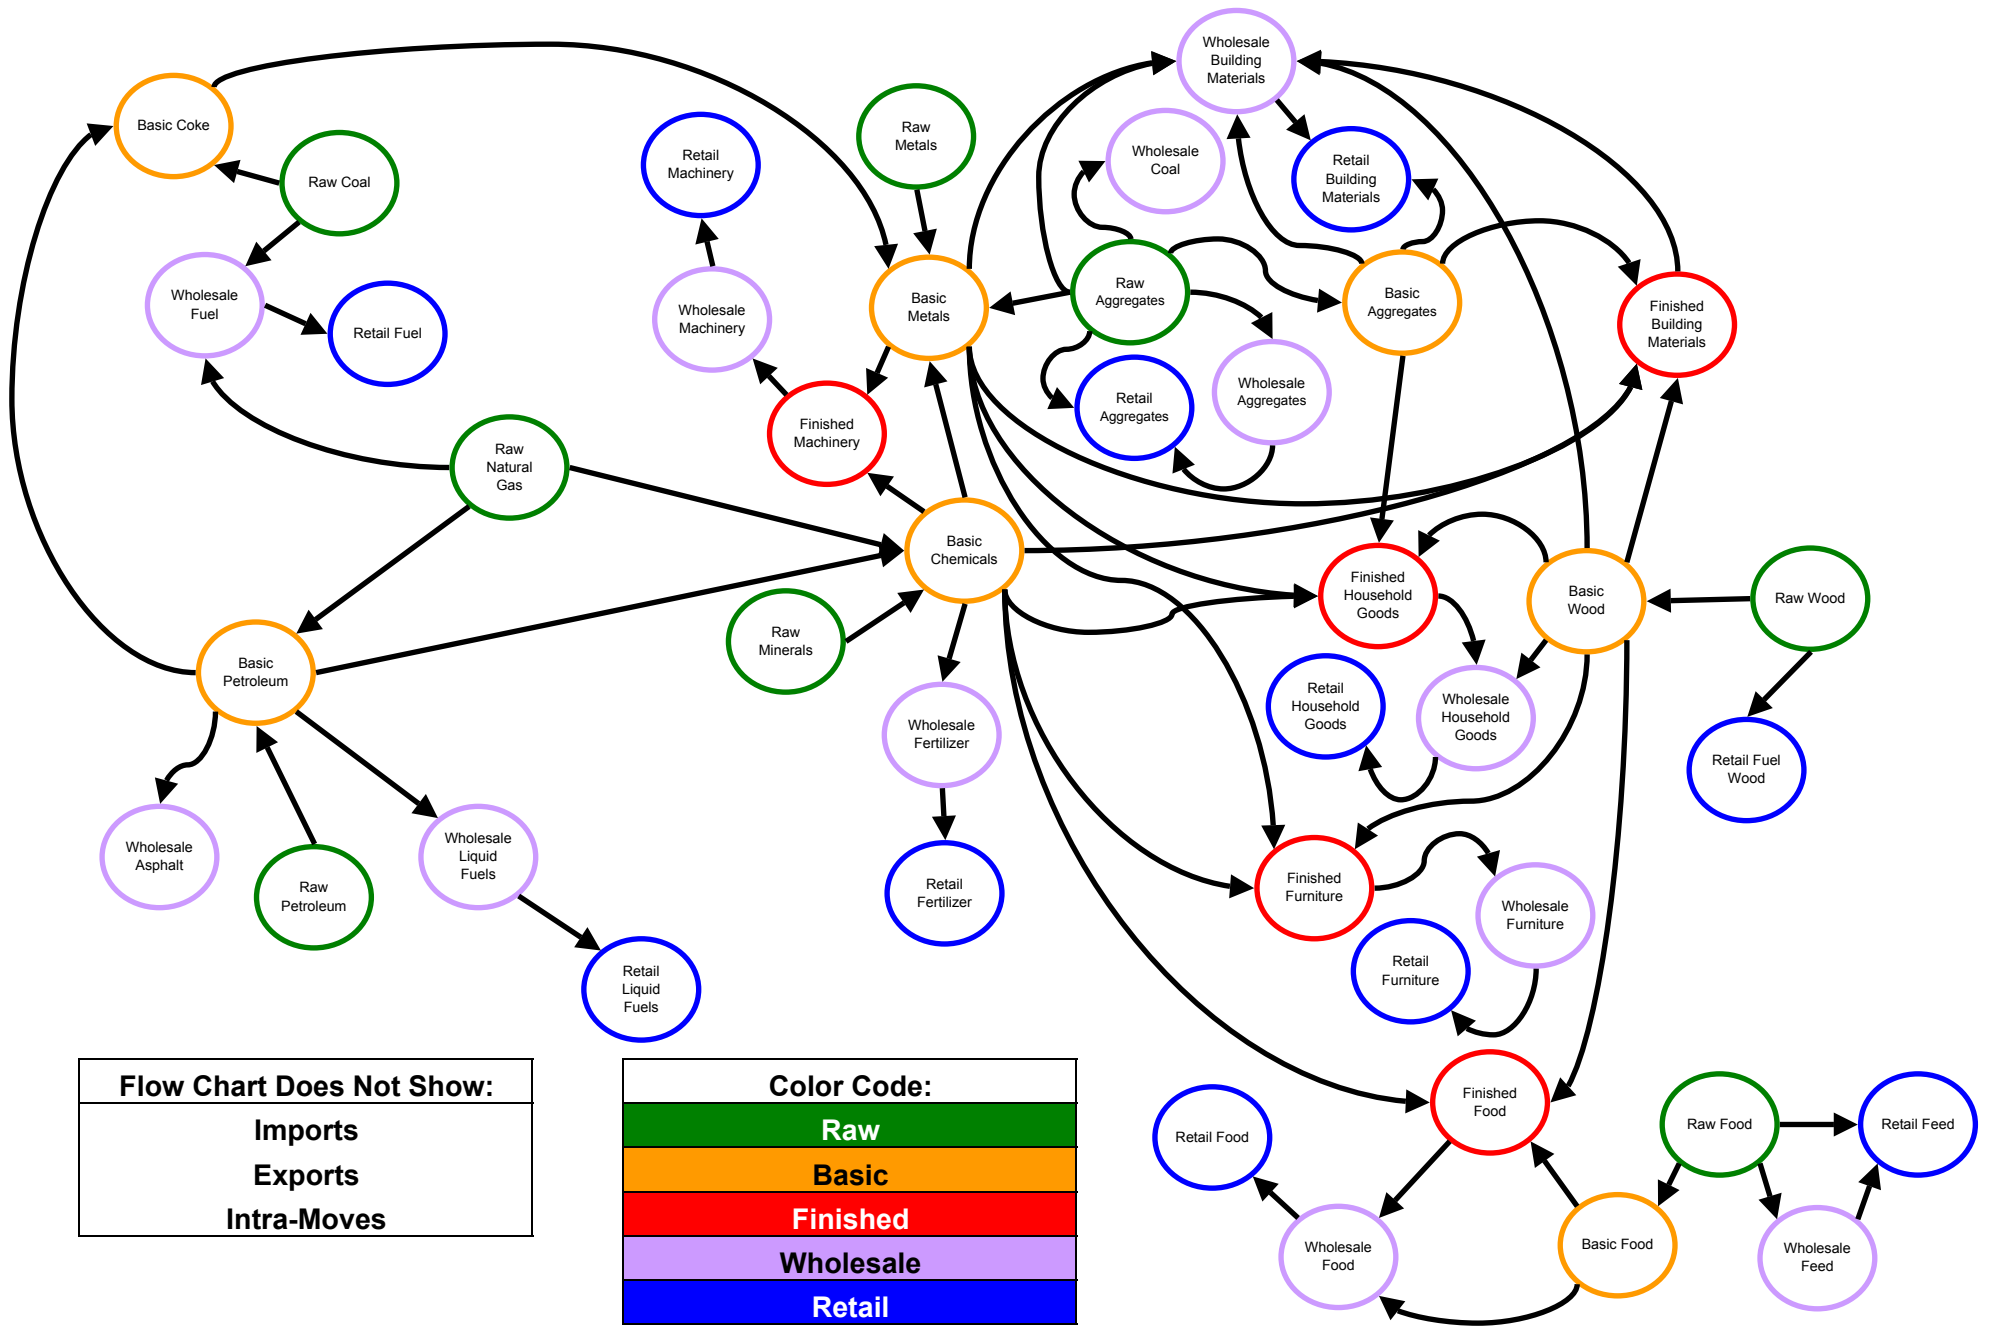 Wholesale
Building
Materials
Basic Coke
Raw
Metals
Retail
Machinery
Wholesale
Coal
Retail
Building
Materials
Raw Coal
Wholesale
Fuel
Retail Fuel
Wholesale
Machinery
Basic
Metals
Raw
Aggregates
Basic
Aggregates
Finished
Building
Materials
Finished
Machinery
Retail
Aggregates
Wholesale
Aggregates
Raw
Natural
Gas
Basic
Chemicals
Finished
Household
Goods
Basic
Wood
Raw Wood
Raw
Minerals
Basic
Petroleum
Retail
Household
Goods
Wholesale
Household
Goods
Wholesale
Fertilizer
Retail Fuel
Wood
Wholesale
Asphalt
Raw
Petroleum
Wholesale
Liquid
Fuels
Retail
Fertilizer
Finished
Furniture
Wholesale
Furniture
Retail
Furniture
Retail
Liquid
Fuels
Finished
Food
Retail Food
Raw Food
Retail Feed
Wholesale
Food
Basic Food
Wholesale
Feed
Flow Chart Does Not Show:
Imports
Exports
Intra-Moves
Color Code:
Raw
Basic
Finished
Wholesale
Retail